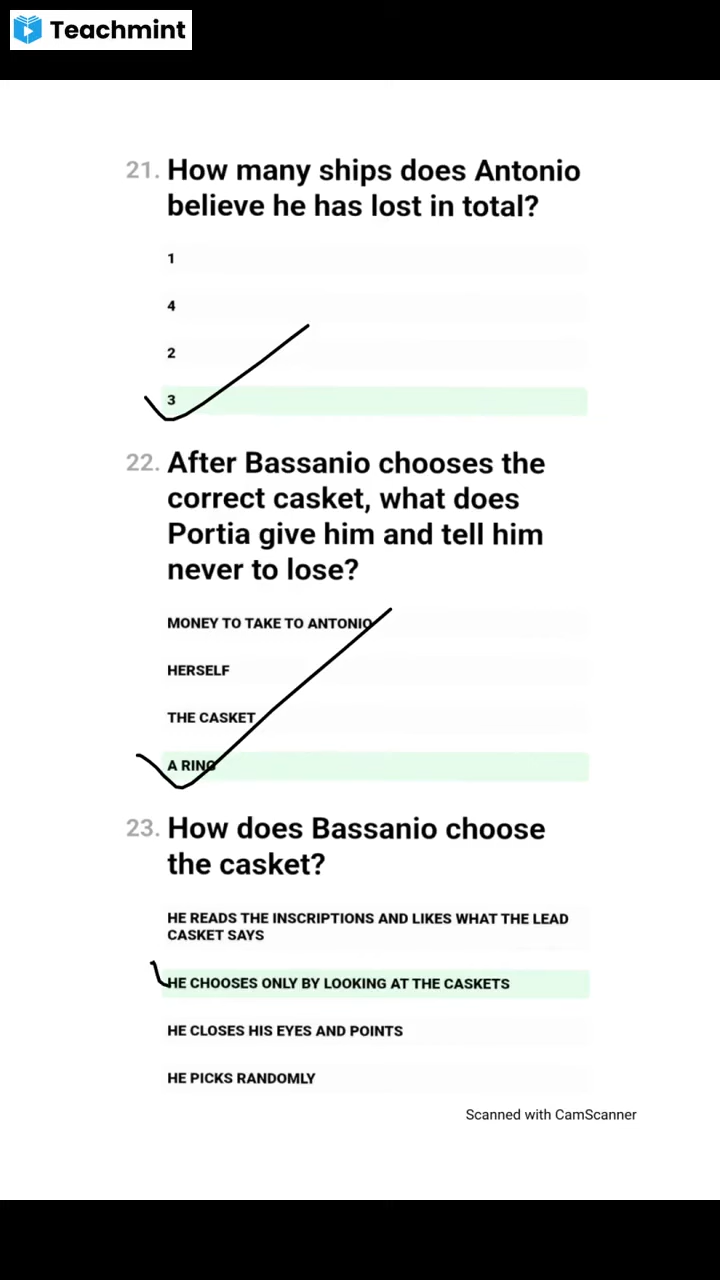 Teachmint
21. How many ships does Antonio
believe he has lost in total?
1
4
2
3
22. After Bassanio chooses the
correct casket, what does
Portia give him and tell him
never to lose?
MONEY TO TAKE TO ANTONIO
HERSELF
THE CASKET
A RING
23. How does Bassanio choose
the casket?
HE READS THE INSCRIPTIONS AND LIKES WHAT THE LEAD
CASKET SAYS
HE CHOOSES ONLY BY LOOKING AT THE CASKETS
HE CLOSES HIS EYES AND POINTS
HE PICKS RANDOMLY
Scanned with CamScanner